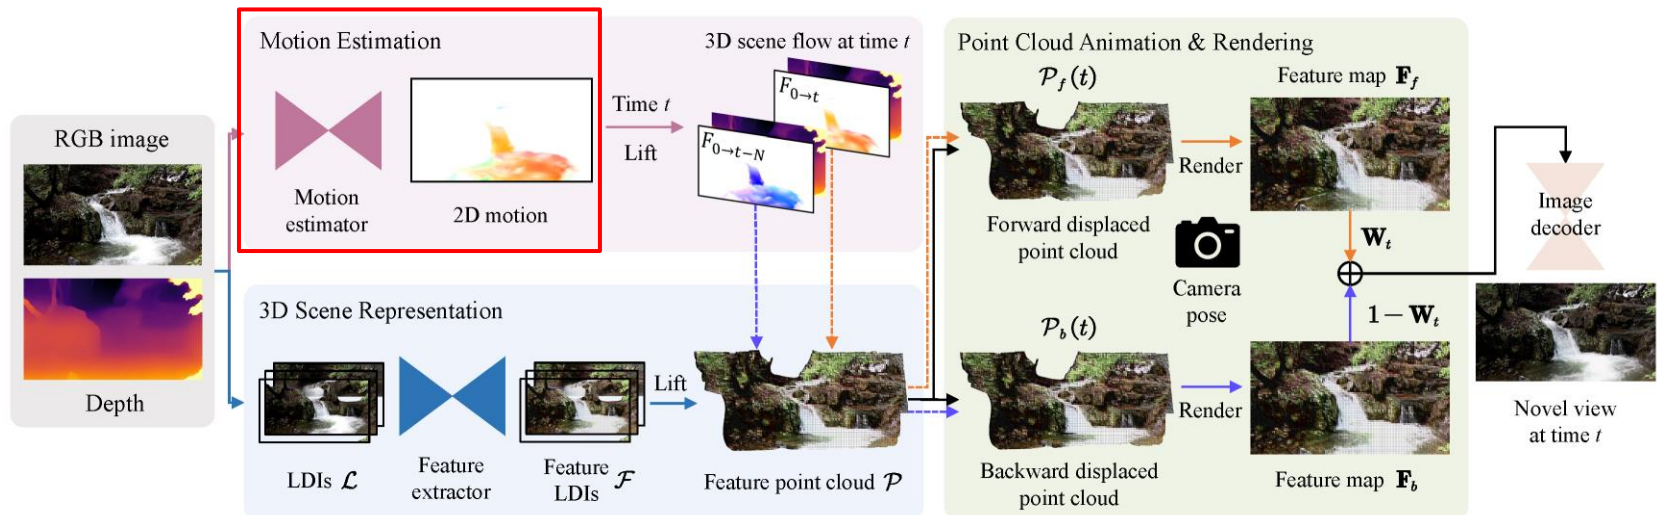 RGB image
Depth
Motion Estimation
Motion
estimator
2D motion
Time t
Lift
3D scene flow at time t
F₀→t
F₀→t−N
3D Scene Representation
LDIs 𝓛
Feature
extractor
Feature
LDIs 𝓕
Lift
Feature point cloud 𝒫
Point Cloud Animation & Rendering
𝒫f(t)
Forward displaced
point cloud
Render
Feature map 𝐅f
Camera
pose
𝐖t
1 − 𝐖t
𝒫b(t)
Backward displaced
point cloud
Render
Feature map 𝐅b
Image
decoder
Novel view
at time t